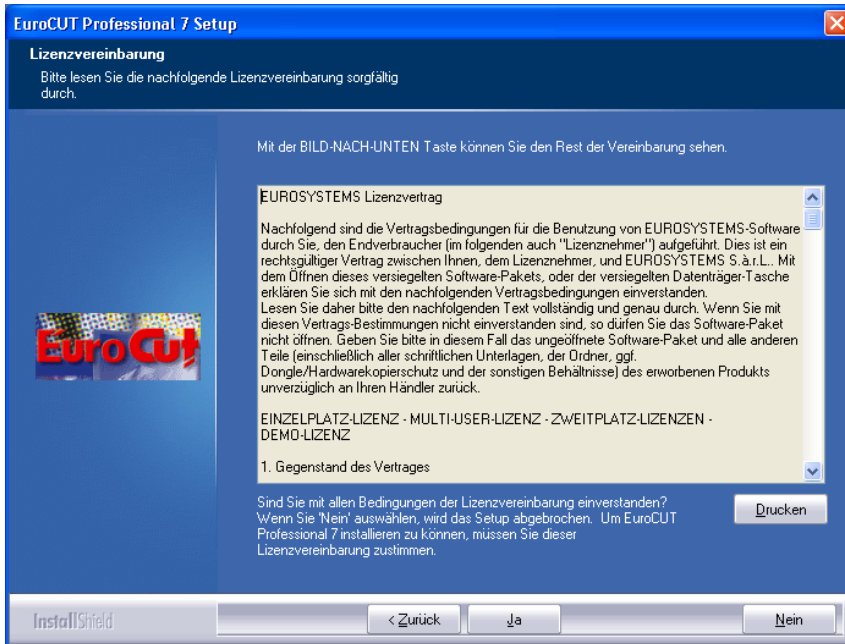 EuroCUT Professional 7 Setup
Lizenzvereinbarung
Bitte lesen Sie die nachfolgende Lizenzvereinbarung sorgfältig
durch.
Mit der BILD-NACH-UNTEN Taste können Sie den Rest der Vereinbarung sehen.
EUROSYSTEMS Lizenzvertrag
Nachfolgend sind die Vertragsbedingungen für die Benutzung von EUROSYSTEMS-Software
durch Sie, den Endverbraucher (im folgenden auch "Lizenznehmer") aufgeführt. Dies ist ein
rechtsgültiger Vertrag zwischen Ihnen, dem Lizenznehmer, und EUROSYSTEMS S.à.r.L.. Mit
dem Öffnen dieses versiegelten Software-Pakets, oder der versiegelten Datenträger-Tasche
erklären Sie sich mit den nachfolgenden Vertragsbedingungen einverstanden.
Lesen Sie daher bitte den nachfolgenden Text vollständig und genau durch. Wenn Sie mit
diesen Vertrags-Bestimmungen nicht einverstanden sind, so dürfen Sie das Software-Paket
nicht öffnen. Geben Sie bitte in diesem Fall das ungeöffnete Software-Paket und alle anderen
Teile (einschließlich aller schriftlichen Unterlagen, der Ordner, ggf.
Dongle/Hardwarekopierschutz und der sonstigen Behältnisse) des erworbenen Produkts
unverzüglich an Ihren Händler zurück.
EINZELPLATZ-LIZENZ - MULTI-USER-LIZENZ - ZWEITPLATZ-LIZENZEN -
DEMO-LIZENZ
1. Gegenstand des Vertrages
EuroCut
Sind Sie mit allen Bedingungen der Lizenzvereinbarung einverstanden?
Wenn Sie 'Nein' auswählen, wird das Setup abgebrochen. Um EuroCUT
Professional 7 installieren zu können, müssen Sie dieser
Lizenzvereinbarung zustimmen.
Drucken
InstallShield
< Zurück
Ja
Nein